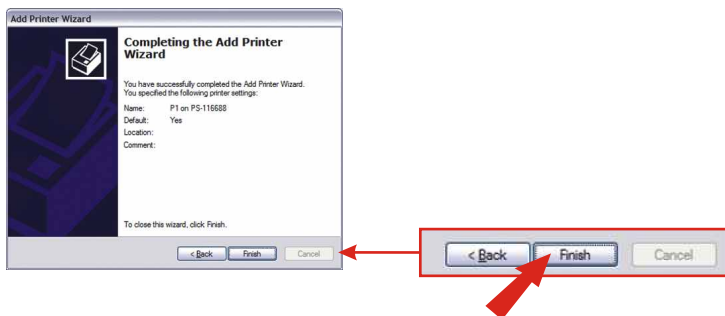 Add Printer Wizard
Completing the Add Printer
Wizard
You have successfully completed the Add Printer Wizard.
You specified the following printer settings:
Name: P1 on PS-116688
Default: Yes
Location:
Comment:
To close this wizard, click Finish.
< Back Finish Cancel
< Back Finish Cancel